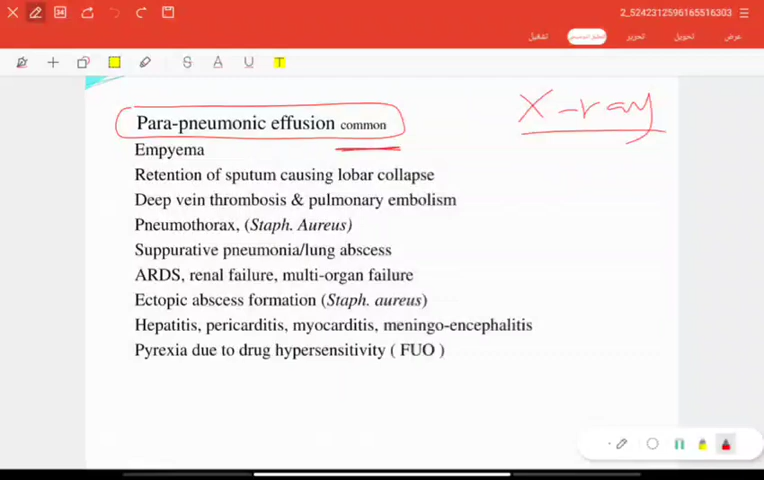 2_5242312596165516303
عرض
تحويل
تحرير
تشغيل
X-ray
Para-pneumonic effusion common
Empyema
Retention of sputum causing lobar collapse
Deep vein thrombosis & pulmonary embolism
Pneumothorax, (Staph. Aureus)
Suppurative pneumonia/lung abscess
ARDS, renal failure, multi-organ failure
Ectopic abscess formation (Staph. aureus)
Hepatitis, pericarditis, myocarditis, meningo-encephalitis
Pyrexia due to drug hypersensitivity ( FUO )